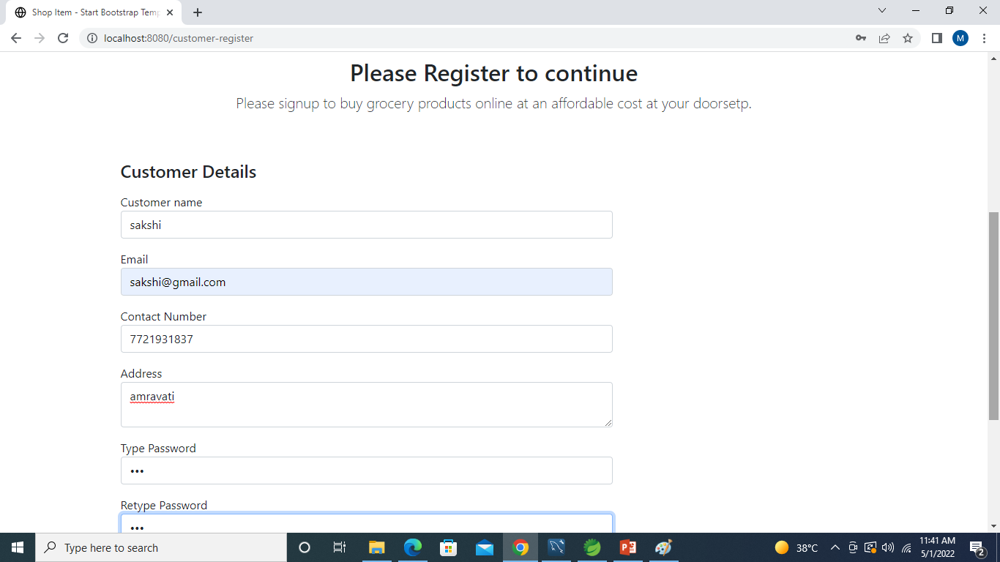 Shop Item - Start Bootstrap Temp
localhost:8080/customer-register
M
Please Register to continue
Please signup to buy grocery products online at an affordable cost at your doorsetp.
Customer Details
Customer name
sakshi
Email
sakshi@gmail.com
Contact Number
7721931837
Address
amravati
Type Password
•••
Retype Password
•••
Type here to search
38°C
11:41 AM
5/1/2022
2